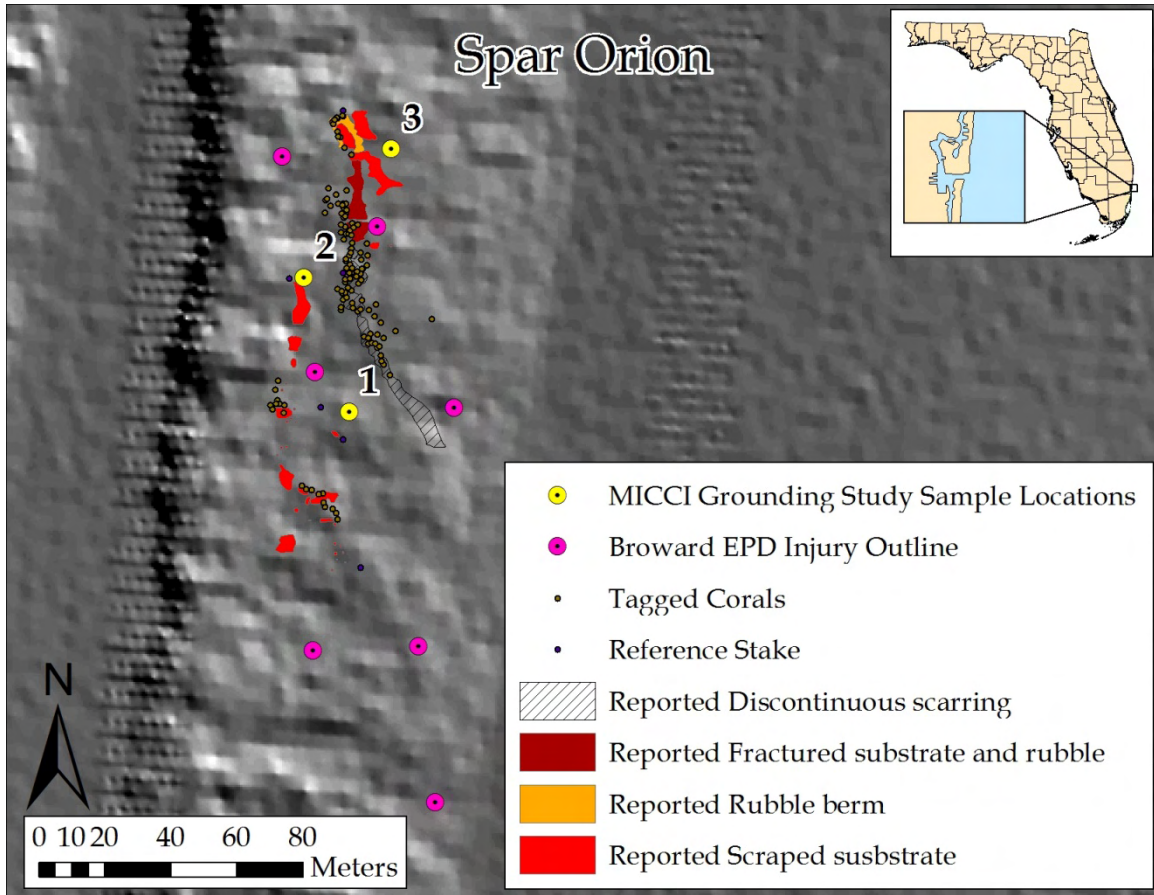 Spar Orion
3
2
1
MICCI Grounding Study Sample Locations
Broward EPD Injury Outline
Tagged Corals
Reference Stake
Reported Discontinuous scarring
Reported Fractured substrate and rubble
Reported Rubble berm
Reported Scraped susbstrate
N
0 10 20 40 60 80
Meters